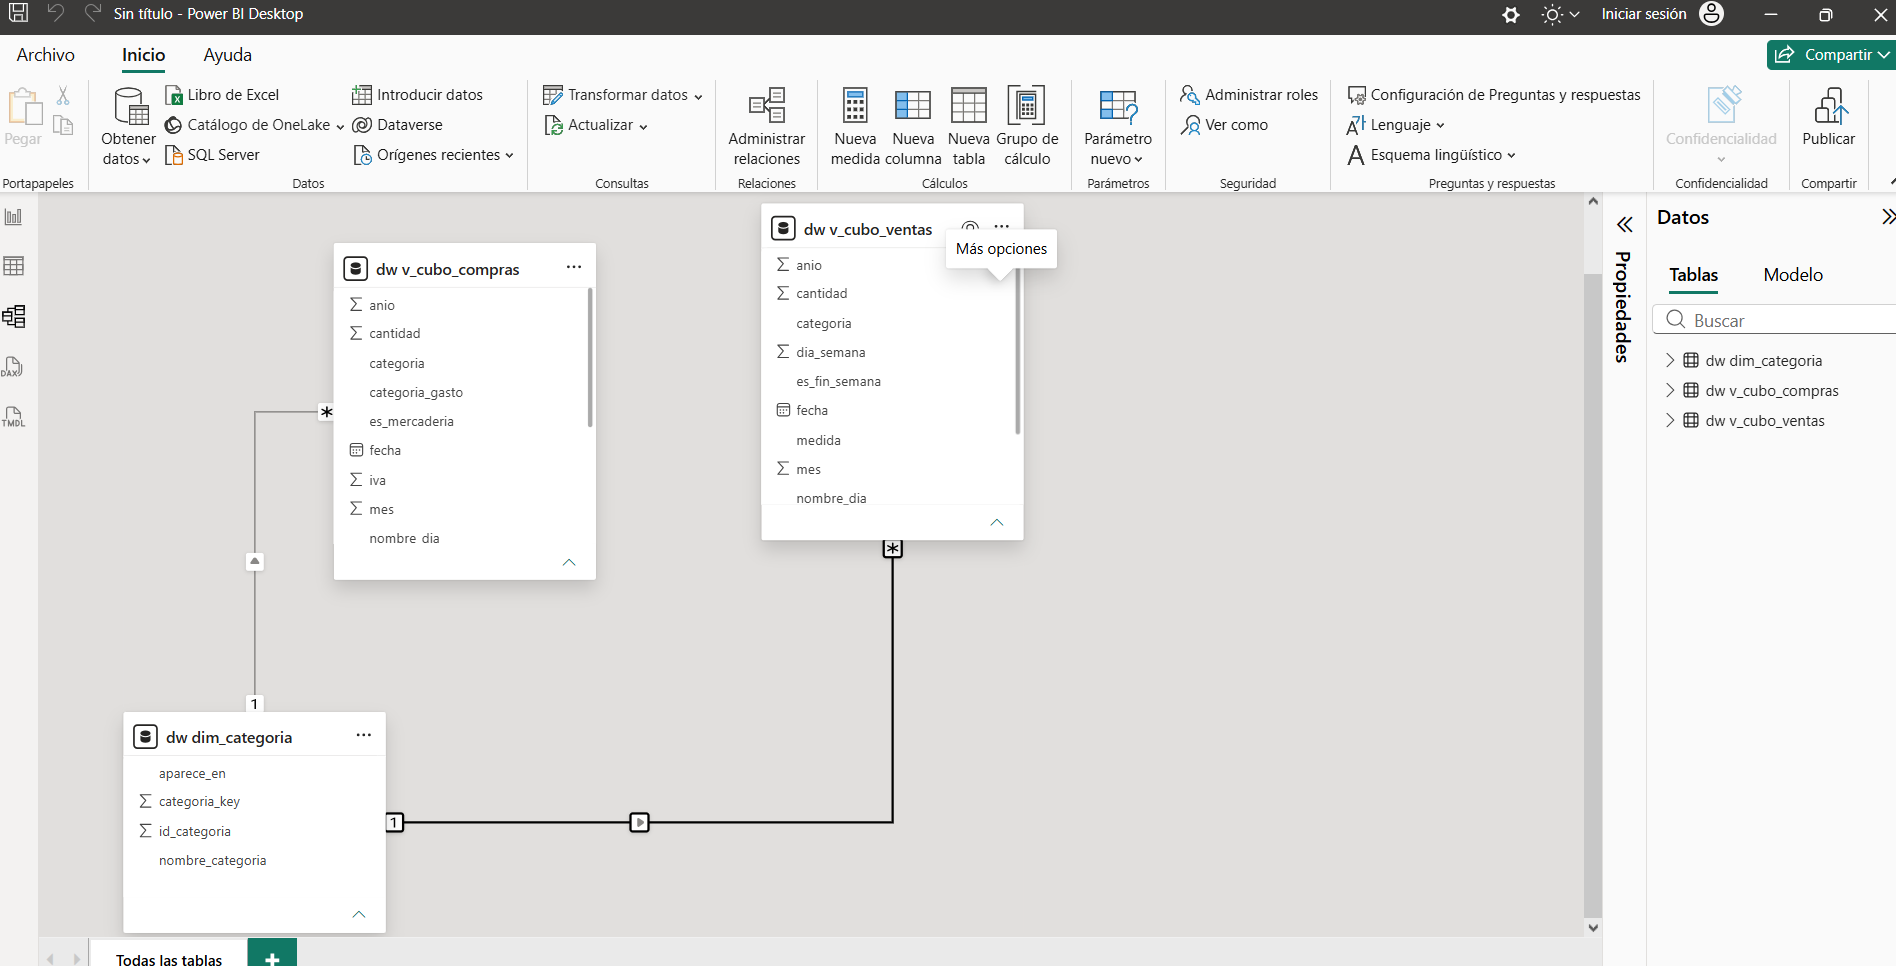 Sin título - Power BI Desktop
Iniciar sesión
Archivo
Inicio
Ayuda
Compartir
Pegar
Portapapeles
Obtener
datos
Libro de Excel
Catálogo de OneLake
SQL Server
Introducir datos
Dataverse
Orígenes recientes
Datos
Transformar datos
Actualizar
Consultas
Administrar
relaciones
Relaciones
Nueva
medida
Nueva
columna
Nueva
tabla
Grupo de
cálculo
Cálculos
Parámetro
nuevo
Parámetros
Administrar roles
Ver como
Seguridad
Configuración de Preguntas y respuestas
Lenguaje
Esquema lingüístico
Preguntas y respuestas
Confidencialidad
Confidencialidad
Publicar
Compartir
DAX
TMDL
dw v_cubo_compras
anio
cantidad
categoria
categoria_gasto
es_mercaderia
fecha
iva
mes
nombre_dia
dw v_cubo_ventas
Más opciones
anio
cantidad
categoria
dia_semana
es_fin_semana
fecha
medida
mes
nombre_dia
*
*
1
1
dw dim_categoria
aparece_en
categoria_key
id_categoria
nombre_categoria
Propiedades
Datos
Tablas
Modelo
Buscar
dw dim_categoria
dw v_cubo_compras
dw v_cubo_ventas
Todas las tablas
+